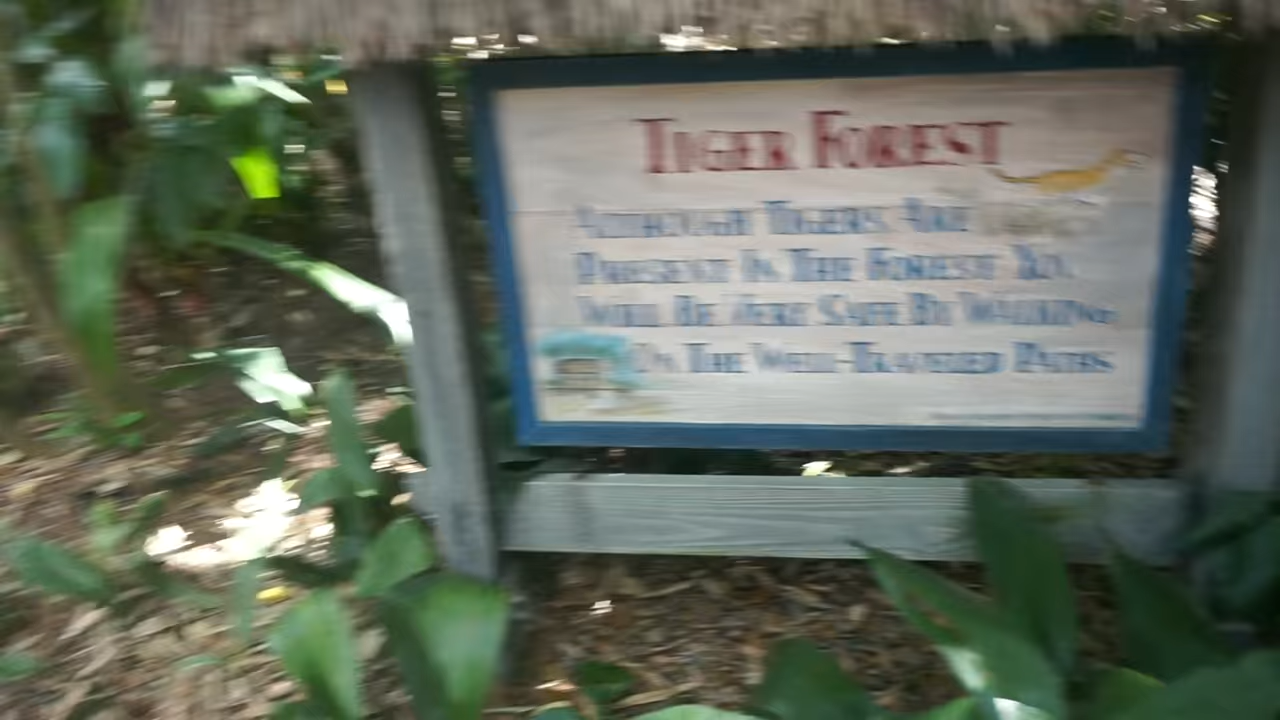 Tiger Forest
Although Tigers Are
Present In The Forest You
Will Be Very Safe By Walking
On The Well-Traveled Paths